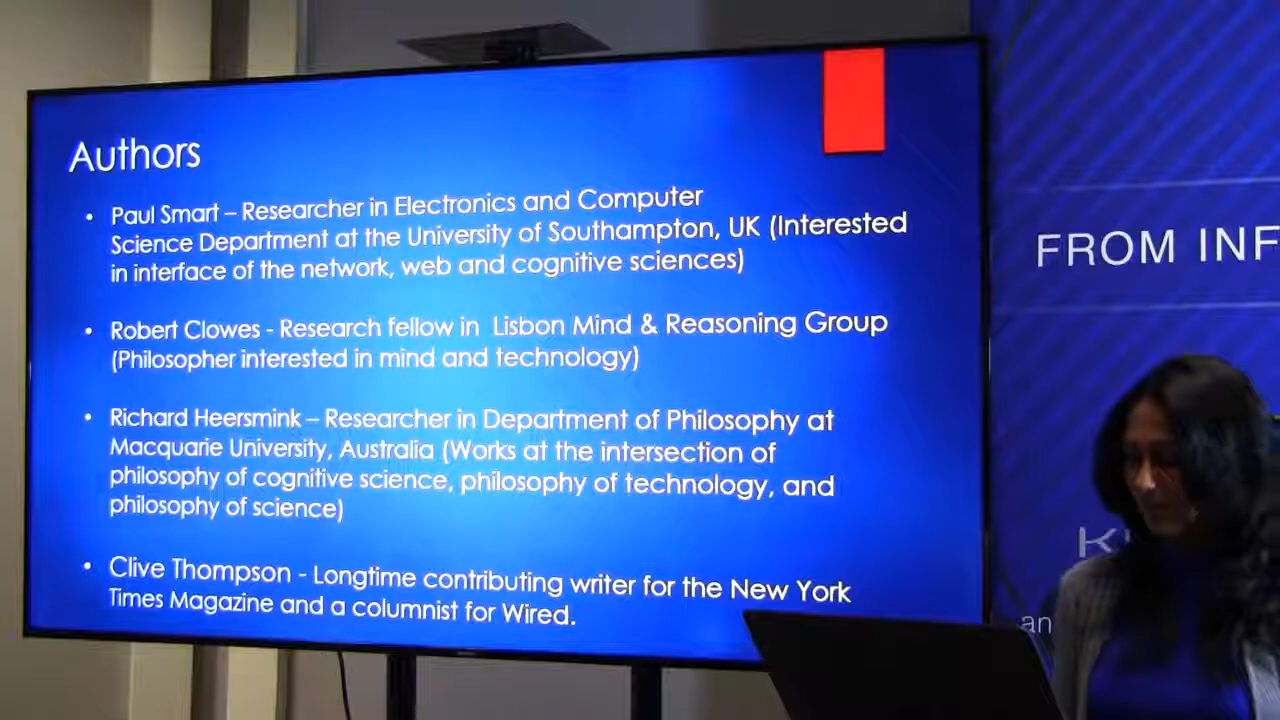 Authors
• Paul Smart – Researcher in Electronics and Computer
Science Department at the University of Southampton, UK (Interested
in interface of the network, web and cognitive sciences)
• Robert Clowes - Research fellow in Lisbon Mind & Reasoning Group
(Philosopher interested in mind and technology)
• Richard Heersmink – Researcher in Department of Philosophy at
Macquarie University, Australia (Works at the intersection of
philosophy of cognitive science, philosophy of technology, and
philosophy of science)
• Clive Thompson - Longtime contributing writer for the New York
Times Magazine and a columnist for Wired.
FROM INF
an